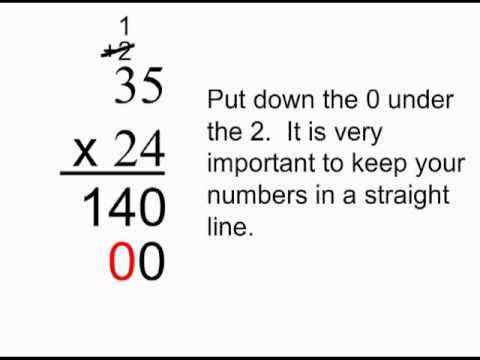 1
+2
35
x 24
140
00
Put down the 0 under
the 2.  It is very
important to keep your
numbers in a straight
line.